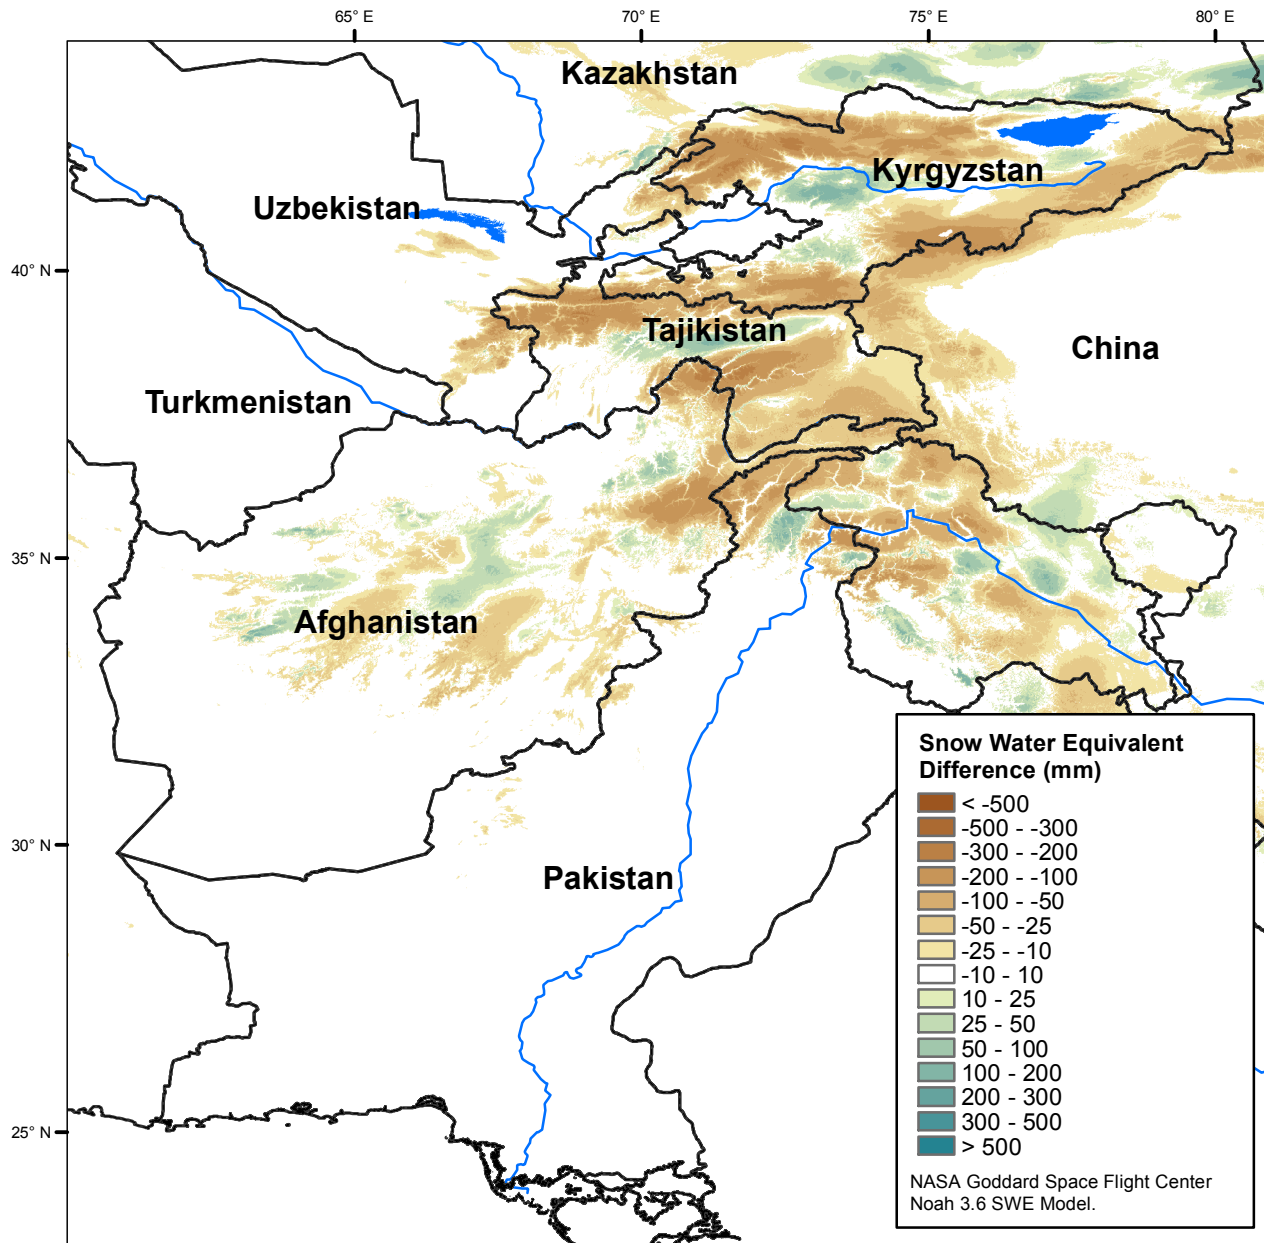 65° E
70° E
75° E
80° E
Kazakhstan
Kyrgyzstan
Uzbekistan
40° N
Tajikistan
China
Turkmenistan
35° N
Afghanistan
Snow Water Equivalent
Difference (mm)
< -500
-500 - -300
-300 - -200
-200 - -100
-100 - -50
-50 - -25
-25 - -10
-10 - 10
10 - 25
25 - 50
50 - 100
100 - 200
200 - 300
300 - 500
> 500
30° N
Pakistan
25° N
NASA Goddard Space Flight Center
Noah 3.6 SWE Model.